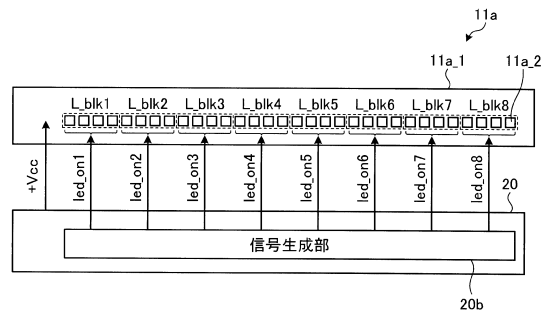 11a
11a_1
11a_2
L_blk1 L_blk2 L_blk3 L_blk4 L_blk5 L_blk6 L_blk7 L_blk8
+Vcc
led_on1
led_on2
led_on3
led_on4
led_on5
led_on6
led_on7
led_on8
20
信号生成部
20b